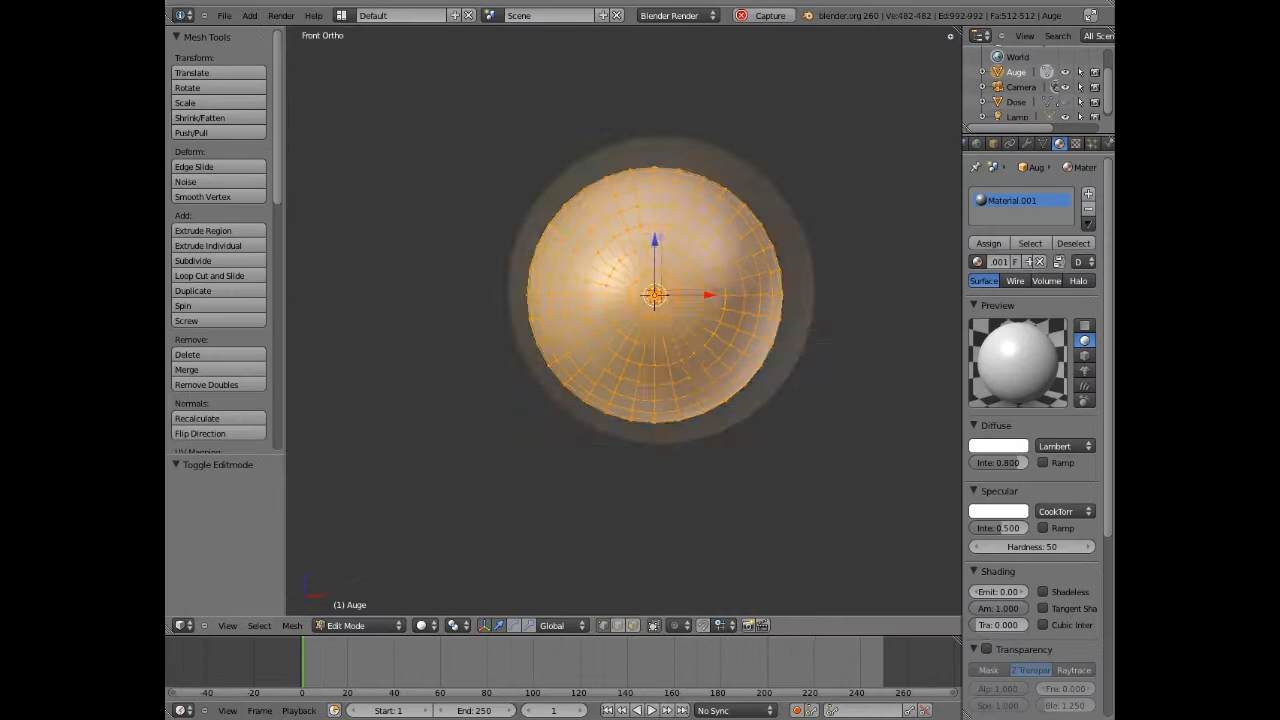 File Add Render Help Default Scene Blender Render Capture blender.org 260 | Ve:482-482 | Ed:992-992 | Fa:512-512 | Auge
Mesh Tools
Transform:
Translate
Rotate
Scale
Shrink/Fatten
Push/Pull
Deform:
Edge Slide
Noise
Smooth Vertex
Add:
Extrude Region
Extrude Individual
Subdivide
Loop Cut and Slide
Duplicate
Spin
Screw
Remove:
Delete
Merge
Remove Doubles
Normals:
Recalculate
Flip Direction
Toggle Editmode
Front Ortho
(1) Auge
View Select Mesh Edit Mode Global
-40 -20 0 20 40 60 80 100 120 140 160 180 200 220 240 260
View Frame Playback Start: 1 End: 250 1 No Sync
View Search All Scen
World
Auge
Camera
Dose
Lamp
Aug Mater
Material.001
Assign Select Deselect
.001 F D
Surface Wire Volume Halo
Preview
Diffuse
Lambert
Inte: 0.800 Ramp
Specular
CookTorr
Inte: 0.500 Ramp
Hardness: 50
Shading
Emit: 0.00 Shadeless
Am: 1.000 Tangent Sha
Tra: 0.000 Cubic Inter
Transparency
Mask Z Transpar Raytrace
Alp: 1.000 Fre: 0.000
Spe: 1.000 Ble: 1.250